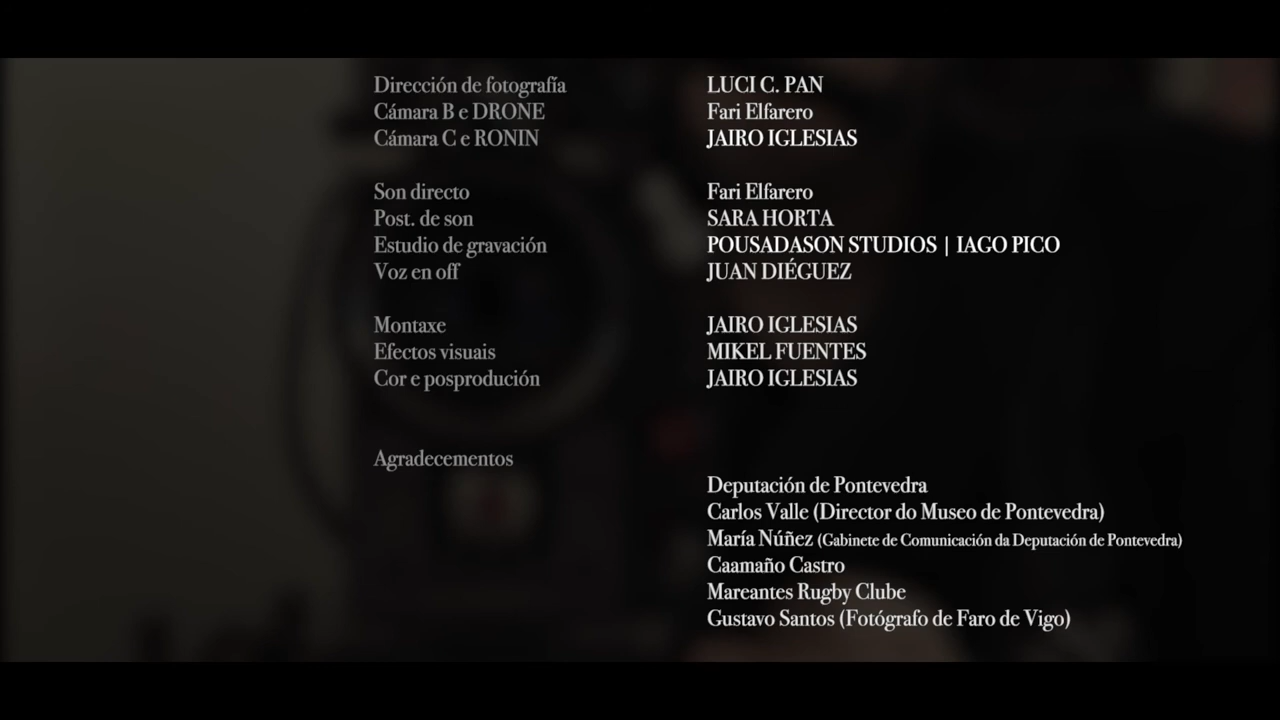 Dirección de fotografía LUCI C. PAN
Cámara B e DRONE Fari Elfarero
Cámara C e RONIN JAIRO IGLESIAS
Son directo Fari Elfarero
Post. de son SARA HORTA
Estudio de gravación POUSADASON STUDIOS | IAGO PICO
Voz en off JUAN DIÉGUEZ
Montaxe JAIRO IGLESIAS
Efectos visuais MIKEL FUENTES
Cor e posprodución JAIRO IGLESIAS
Agradecementos
Deputación de Pontevedra
Carlos Valle (Director do Museo de Pontevedra)
María Núñez (Gabinete de Comunicación da Deputación de Pontevedra)
Caamaño Castro
Mareantes Rugby Clube
Gustavo Santos (Fotógrafo de Faro de Vigo)